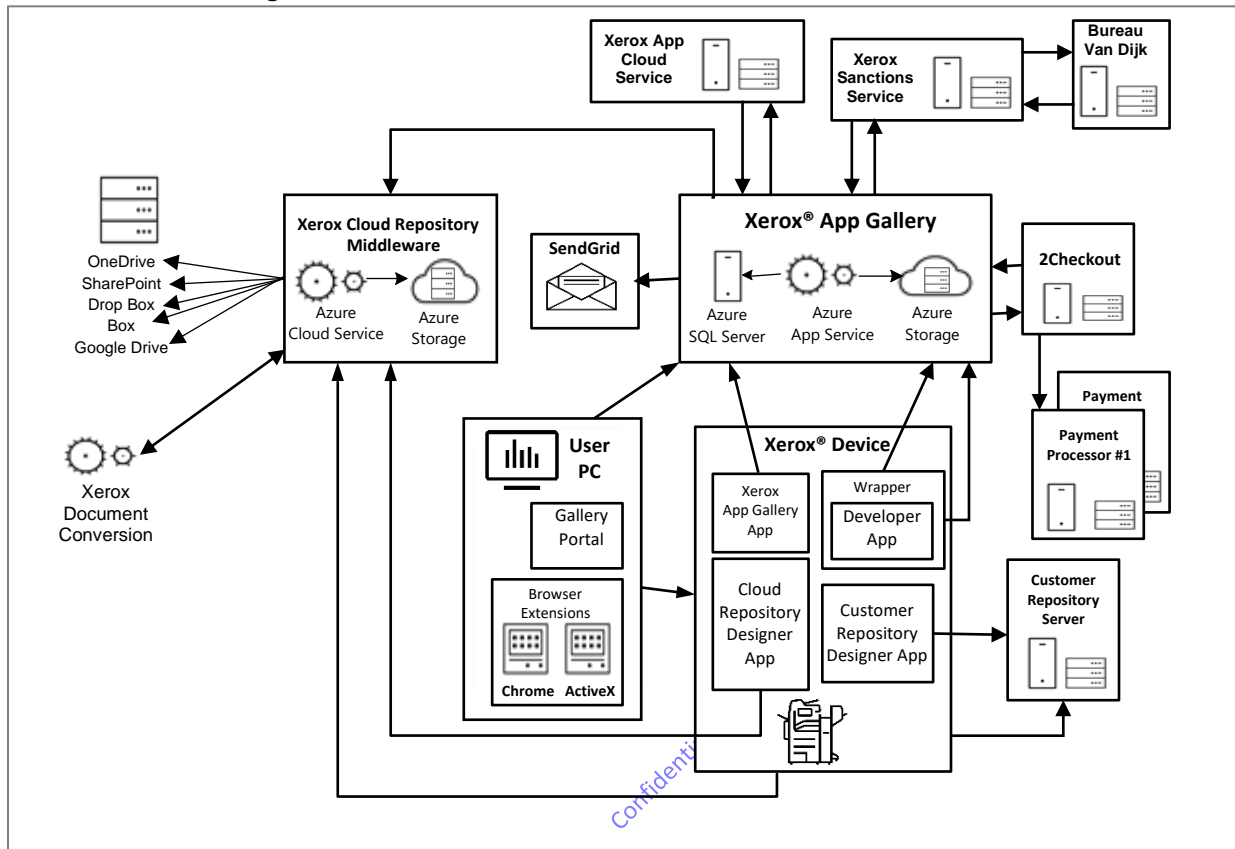 Xerox App
Cloud
Service
Xerox
Sanctions
Service
Bureau
Van Dijk
Xerox Cloud Repository
Middleware
Azure
Cloud Service
Azure
Storage
OneDrive
SharePoint
Drop Box
Box
Google Drive
Xerox
Document
Conversion
SendGrid
Xerox® App Gallery
Azure
SQL Server
Azure
App Service
Azure
Storage
2Checkout
Payment
Payment
Processor #1
User
PC
Gallery
Portal
Browser
Extensions
Chrome
ActiveX
Xerox® Device
Xerox
App Gallery
App
Wrapper
Developer
App
Cloud
Repository
Designer
App
Customer
Repository
Designer App
Customer
Repository
Server